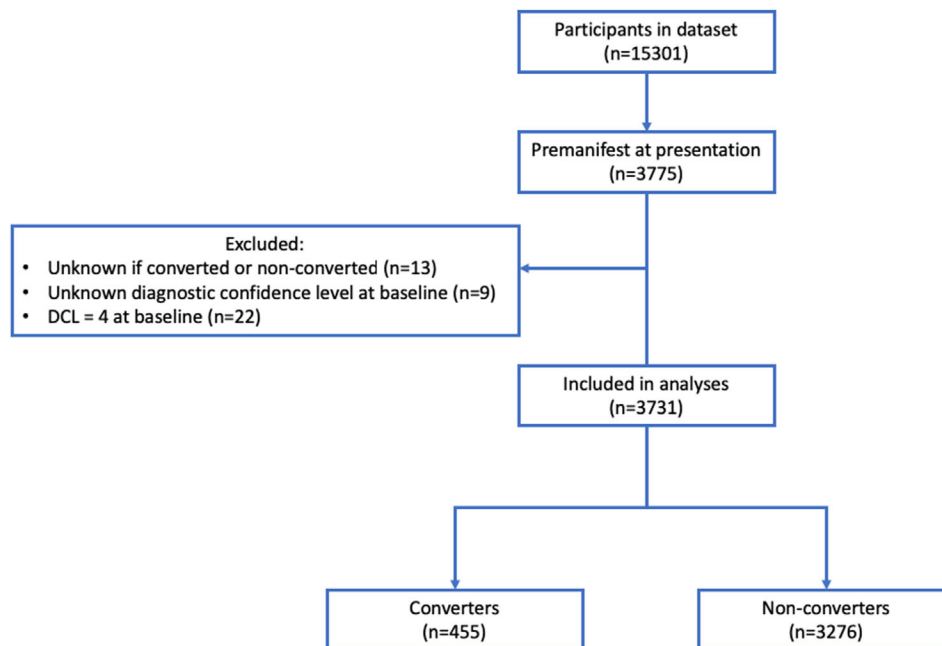 Participants in dataset
(n=15301)
Premanifest at presentation
(n=3775)
Excluded:
• Unknown if converted or non-converted (n=13)
• Unknown diagnostic confidence level at baseline (n=9)
• DCL = 4 at baseline (n=22)
Included in analyses
(n=3731)
Converters
(n=455)
Non-converters
(n=3276)